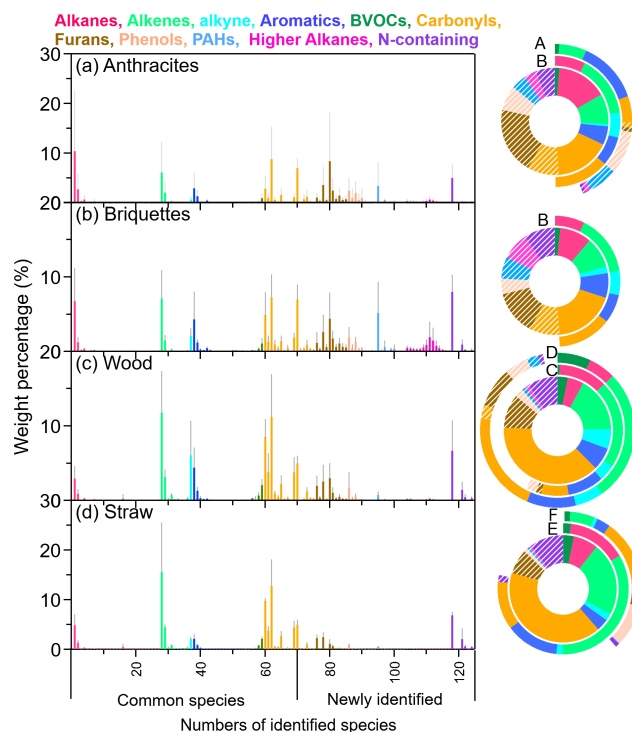 Alkanes, Alkenes, alkyne, Aromatics, BVOCs, Carbonyls,
Furans, Phenols, PAHs, Higher Alkanes, N-containing
30
(a) Anthracites
A
B
20
10
20
(b) Briquettes
B
10
20
(c) Wood
D
C
10
30
(d) Straw
F
E
20
10
0
Weight percentage (%)
20
40
60
80
100
120
Common species
Newly identified
Numbers of identified species